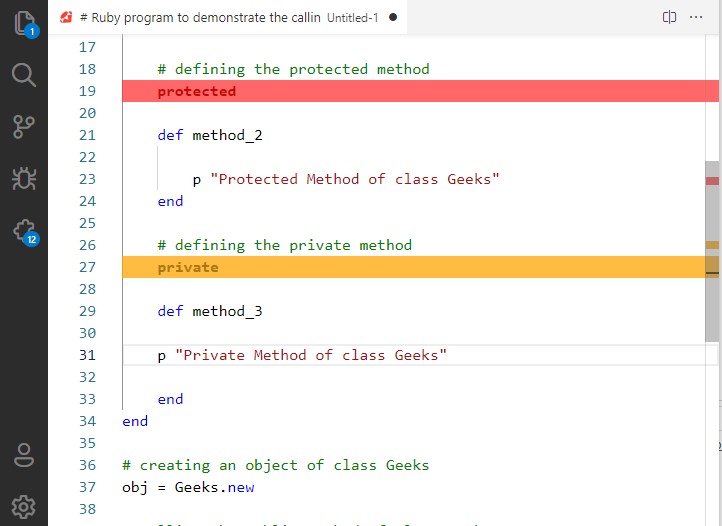 1
12
# Ruby program to demonstrate the callin Untitled-1
17
18 # defining the protected method
19 protected
20
21 def method_2
22
23 p "Protected Method of class Geeks"
24 end
25
26 # defining the private method
27 private
28
29 def method_3
30
31 p "Private Method of class Geeks"
32
33 end
34 end
35
36 # creating an object of class Geeks
37 obj = Geeks.new
38